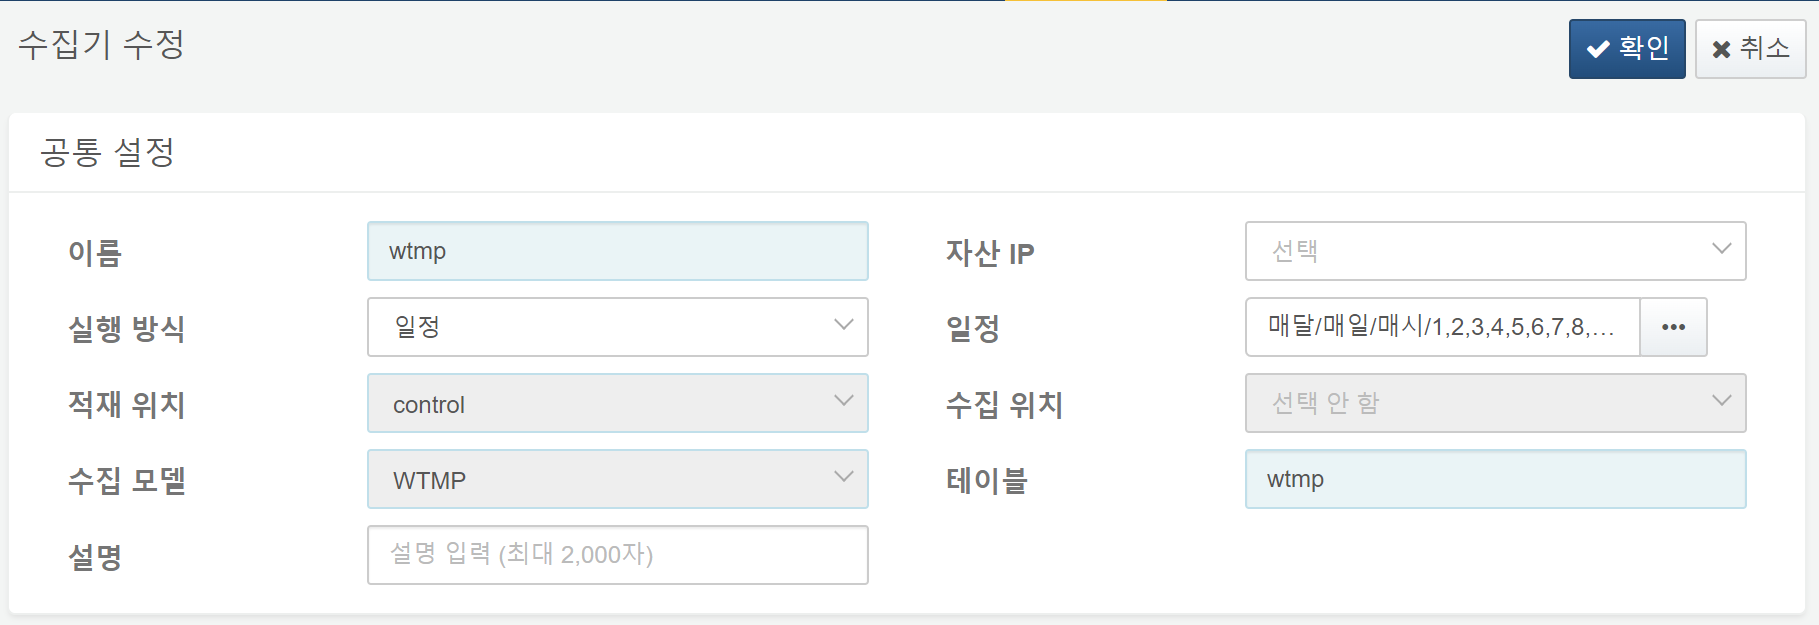 수집기 수정
확인
취소
공통 설정
이름
wtmp
자산 IP
선택
실행 방식
일정
일정
매달/매일/매시/1,2,3,4,5,6,7,8,...
적재 위치
control
수집 위치
선택 안 함
수집 모델
WTMP
테이블
wtmp
설명
설명 입력 (최대 2,000자)